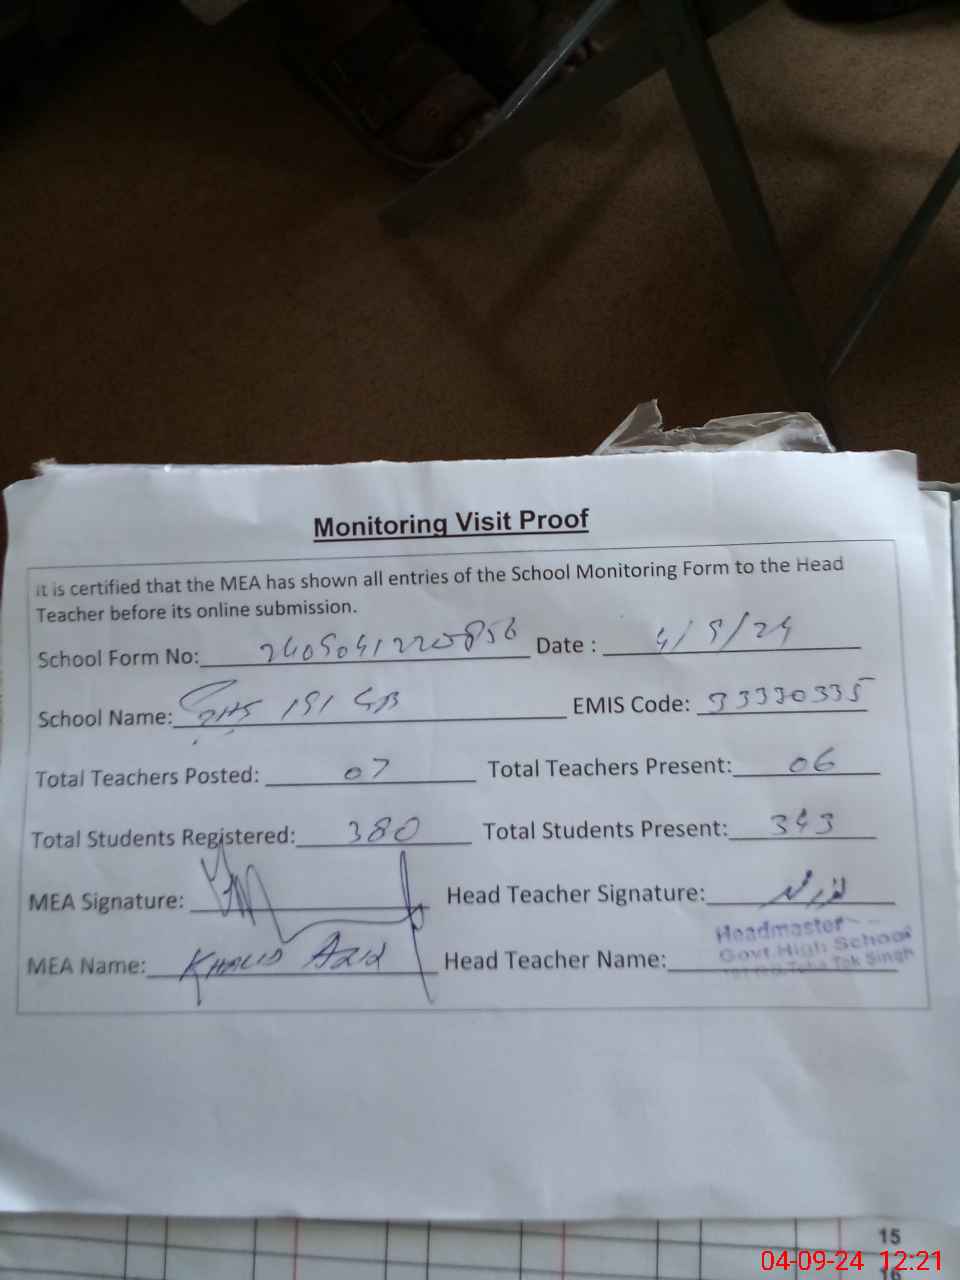 Monitoring Visit Proof
It is certified that the MEA has shown all entries of the School Monitoring Form to the Head
Teacher before its online submission.
School Form No: 2409041220856 Date : 4/9/24
School Name: GHS 191 GB EMIS Code: 33330335
Total Teachers Posted: 07 Total Teachers Present: 06
Total Students Registered: 380 Total Students Present: 343
MEA Signature: Head Teacher Signature:
MEA Name: KHALID AZIZ Head Teacher Name:
Headmaster
Govt. High School
Tek Singh
15
04-09-24 12:21